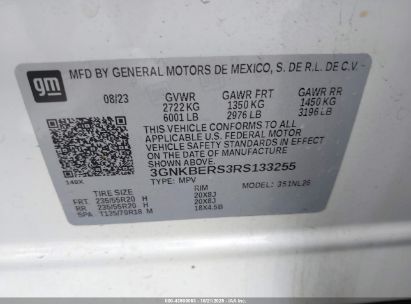 gm
MFD BY GENERAL MOTORS DE MEXICO, S. DE R.L. DE C.V.
08/23 GVWR GAWR FRT GAWR RR
2722 KG 1350 KG 1450 KG
6001 LB 2976 LB 3196 LB
THIS VEHICLE CONFORMS TO ALL
APPLICABLE U.S. FEDERAL MOTOR
VEHICLE SAFETY STANDARDS IN
EFFECT ON THE DATE OF MANUFACTURE
SHOWN ABOVE
3GNKBERS3RS133255
TYPE: MPV MODEL: 351NL26
TIRE SIZE RIM
FRT 235/55R20 H 20X8J
RR 235/55R20 H 20X8J
SPA T135/70R18 M 18X4.5B